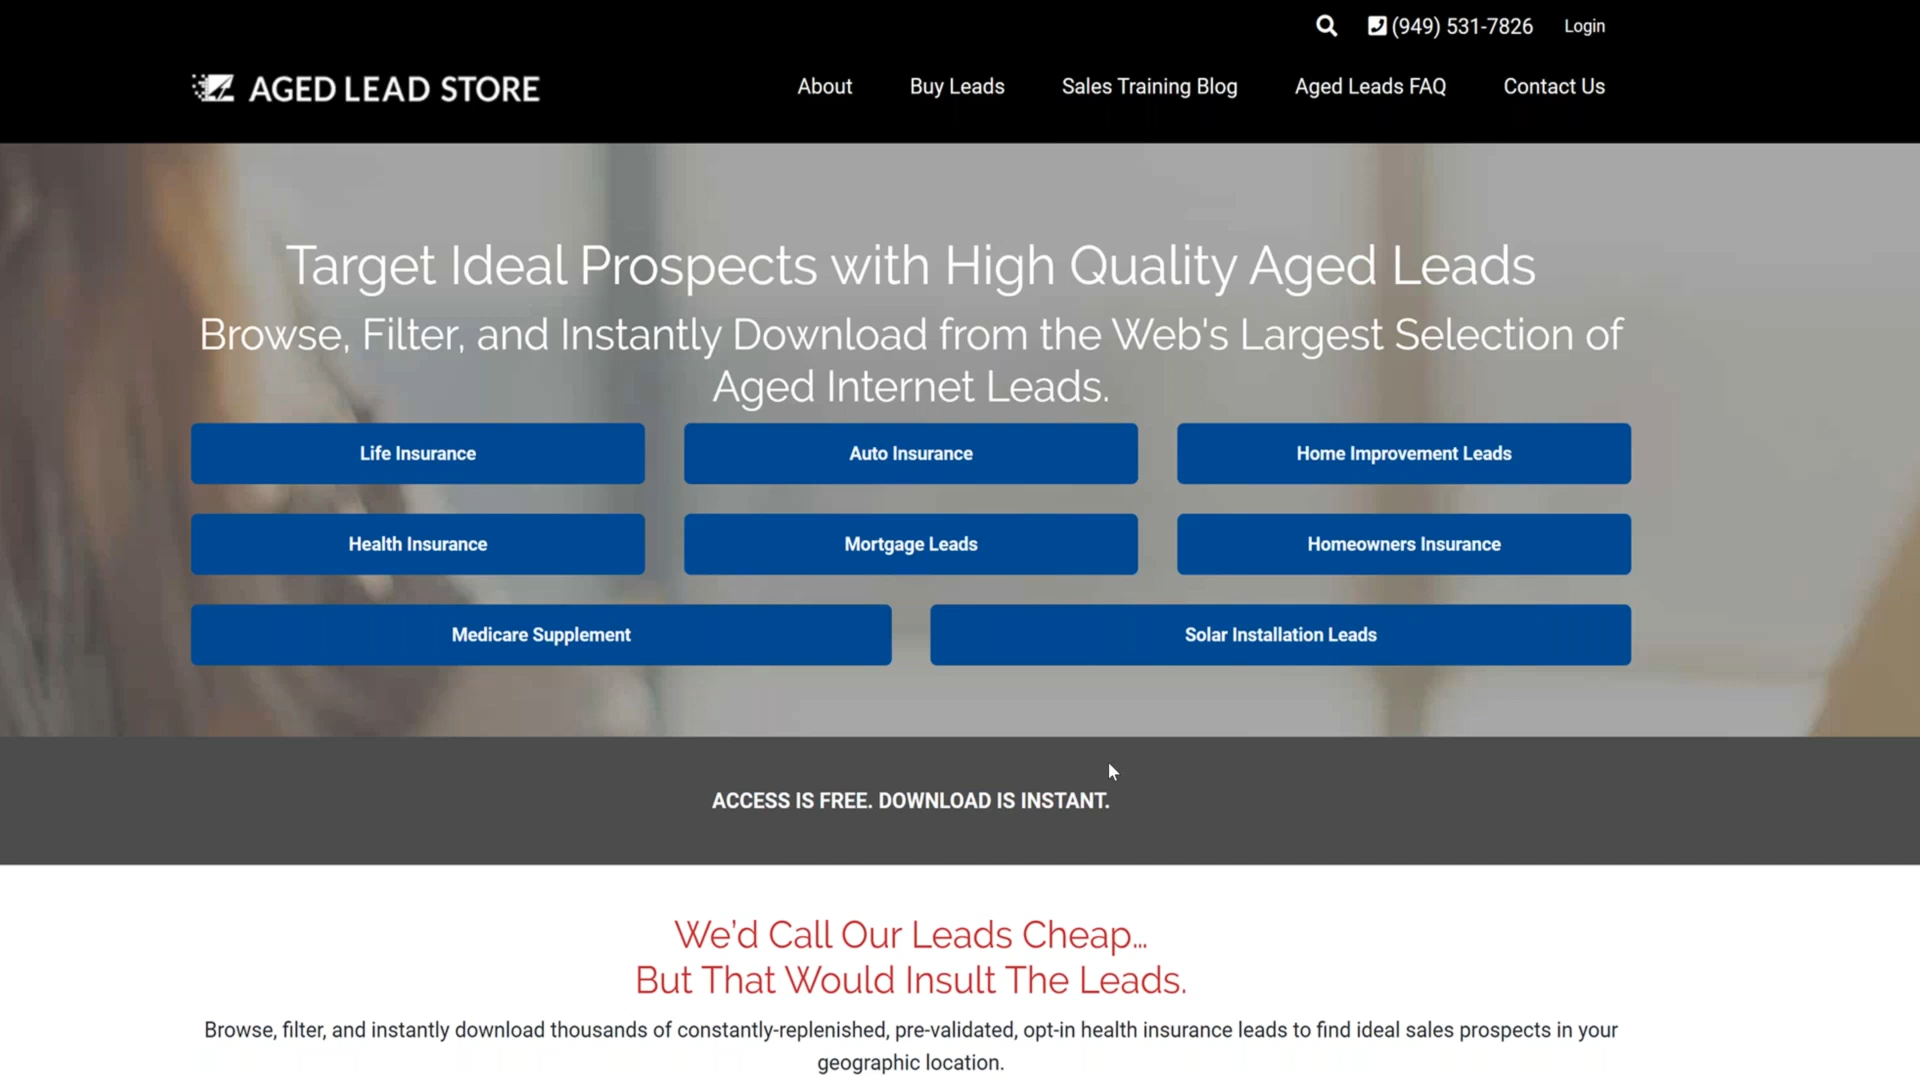 (949) 531-7826 Login
AGED LEAD STORE
About Buy Leads Sales Training Blog Aged Leads FAQ Contact Us
Target Ideal Prospects with High Quality Aged Leads
Browse, Filter, and Instantly Download from the Web's Largest Selection of
Aged Internet Leads.
Life Insurance Auto Insurance Home Improvement Leads
Health Insurance Mortgage Leads Homeowners Insurance
Medicare Supplement Solar Installation Leads
ACCESS IS FREE. DOWNLOAD IS INSTANT.
We'd Call Our Leads Cheap...
But That Would Insult The Leads.
Browse, filter, and instantly download thousands of constantly-replenished, pre-validated, opt-in health insurance leads to find ideal sales prospects in your
geographic location.